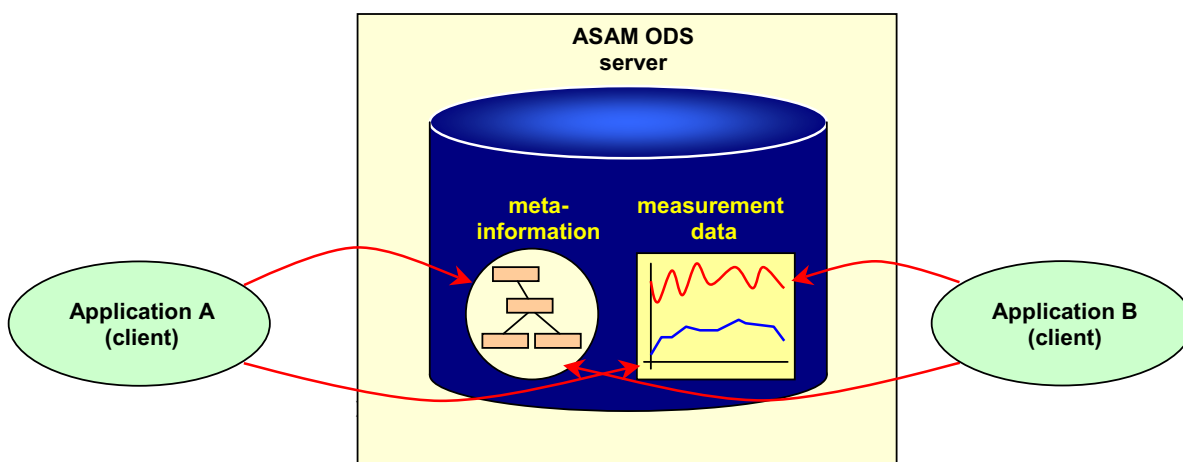 ASAM ODS
server
meta-
information
measurement
data
Application A
(client)
Application B
(client)